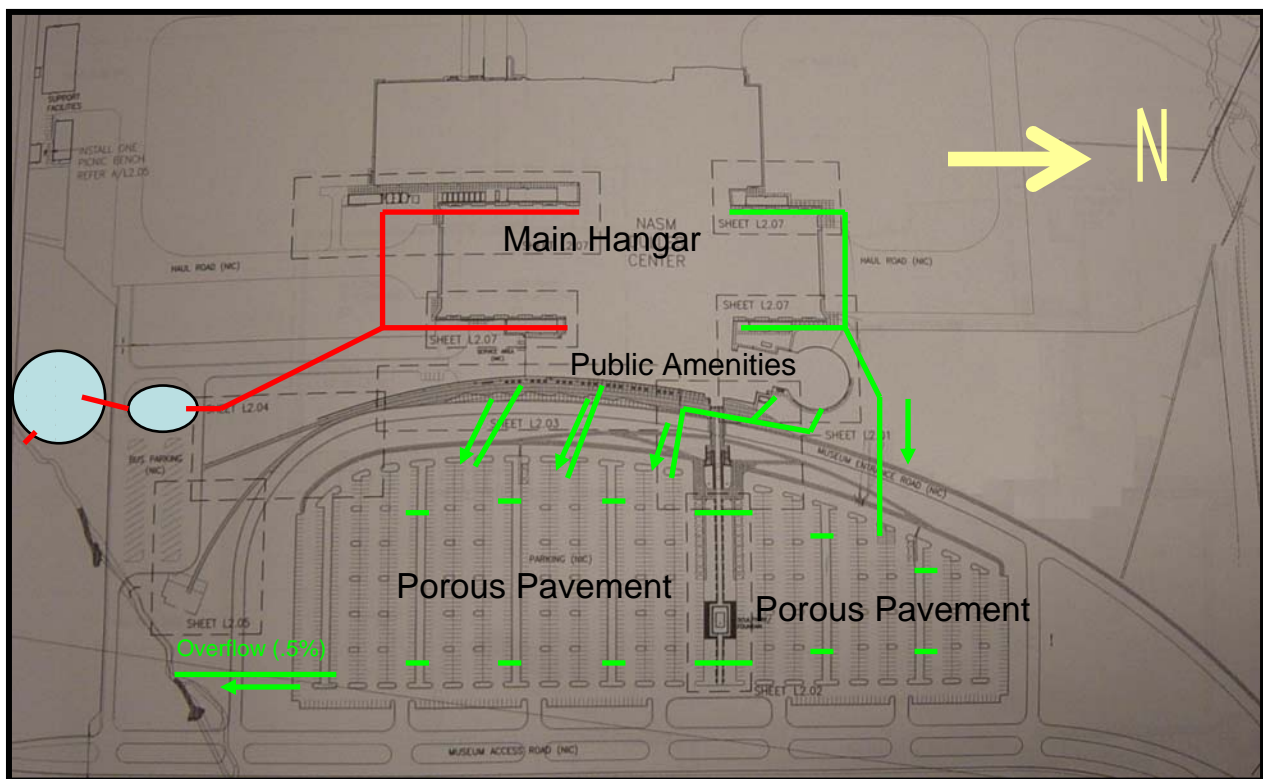 SUPPORT
FACILITIES
INSTALL ONE
PICNIC BENCH
REFER A/L2.05
N
SHEET L2.07
NASM
Main Hangar
CENTER
HAUL ROAD (NIC)
HAUL ROAD (NIC)
SHEET L2.07
SHEET L2.07
SERVICE AREA
(NIC)
Public Amenities
SHEET L2.04
SHEET L2.03
SHEET L2.01
BUS PARKING
(NIC)
MUSEUM ENTRANCE ROAD (NIC)
PARKING (NIC)
Porous Pavement
Porous Pavement
SHEET L2.05
Overflow (.5%)
SHEET L2.02
MUSEUM ACCESS ROAD (NIC)